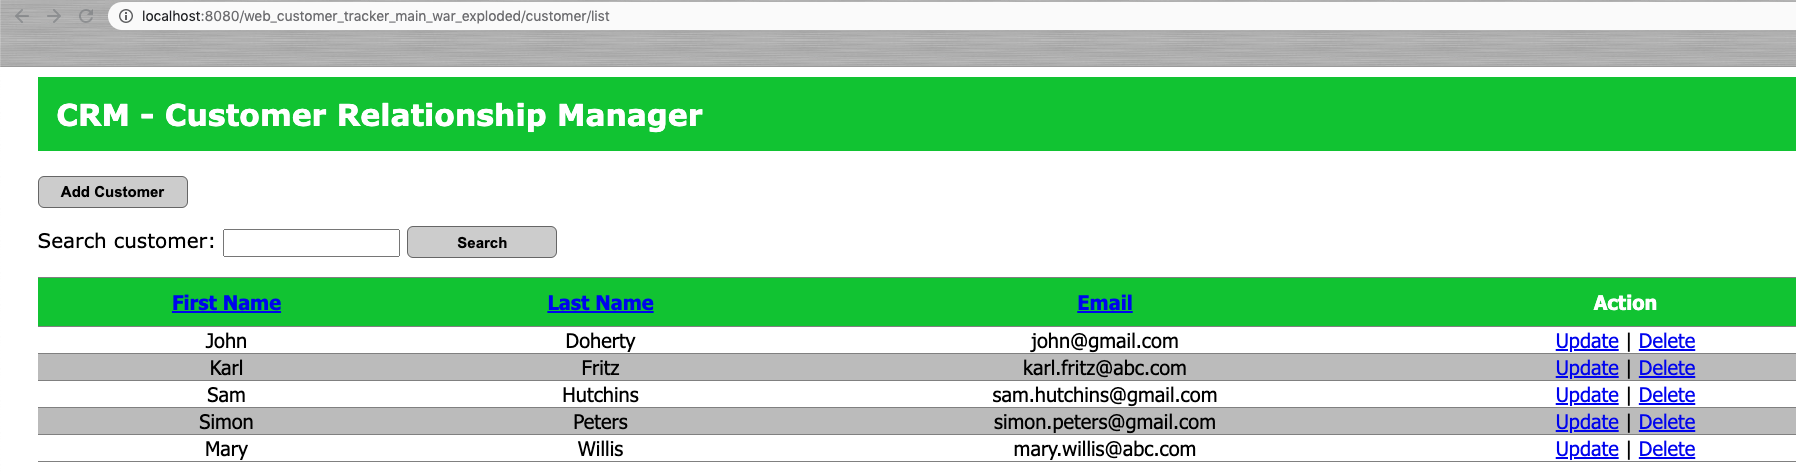 localhost:8080/web_customer_tracker_main_war_exploded/customer/list
CRM - Customer Relationship Manager
Add Customer
Search customer: Search
First Name Last Name Email Action
John Doherty john@gmail.com Update | Delete
Karl Fritz karl.fritz@abc.com Update | Delete
Sam Hutchins sam.hutchins@gmail.com Update | Delete
Simon Peters simon.peters@gmail.com Update | Delete
Mary Willis mary.willis@abc.com Update | Delete